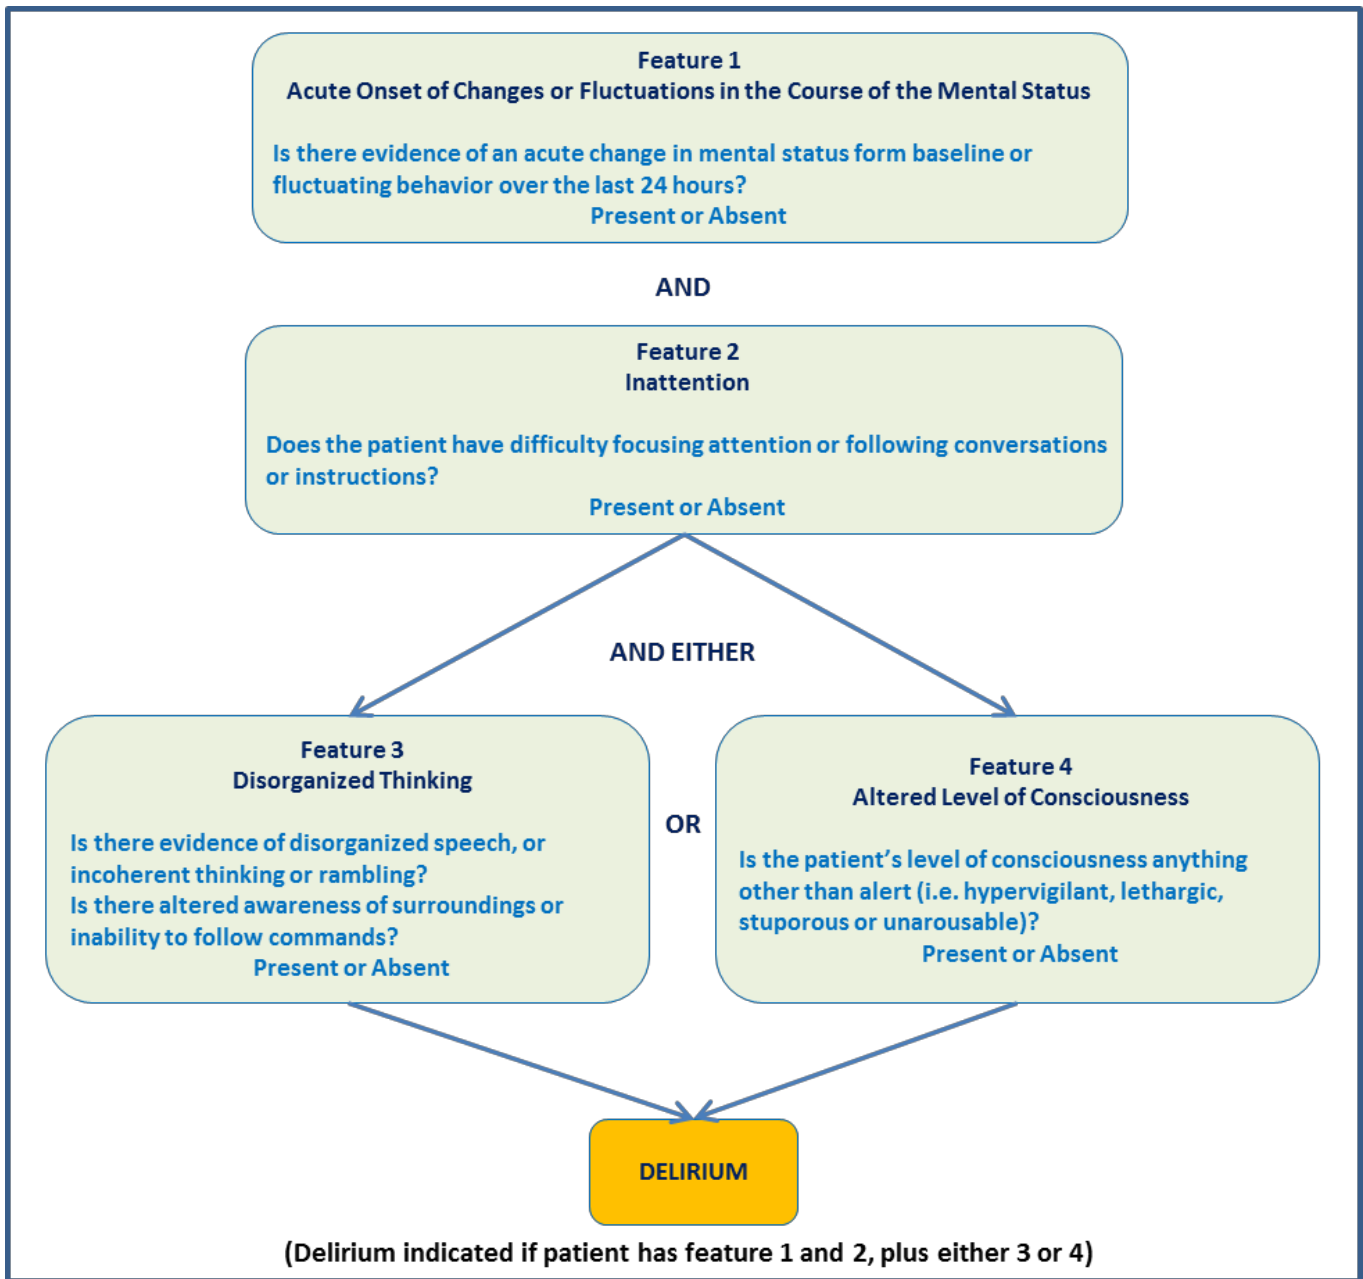 Feature 1
Acute Onset of Changes or Fluctuations in the Course of the Mental Status
Is there evidence of an acute change in mental status form baseline or
fluctuating behavior over the last 24 hours?
Present or Absent
AND
Feature 2
Inattention
Does the patient have difficulty focusing attention or following conversations
or instructions?
Present or Absent
AND EITHER
Feature 3
Disorganized Thinking
Is there evidence of disorganized speech, or
incoherent thinking or rambling?
Is there altered awareness of surroundings or
inability to follow commands?
Present or Absent
OR
Feature 4
Altered Level of Consciousness
Is the patient’s level of consciousness anything
other than alert (i.e. hypervigilant, lethargic,
stuporous or unarousable)?
Present or Absent
DELIRIUM
(Delirium indicated if patient has feature 1 and 2, plus either 3 or 4)